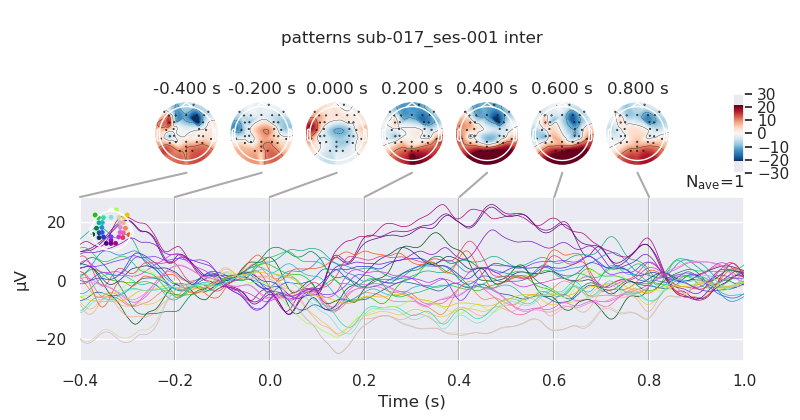 patterns sub-017_ses-001 inter
-0.400 s -0.200 s 0.000 s 0.200 s 0.400 s 0.600 s 0.800 s
30
20
10
0
−10
−20
−30
Nave=1
20
0
−20
µV
−0.4 −0.2 0.0 0.2 0.4 0.6 0.8 1.0
Time (s)